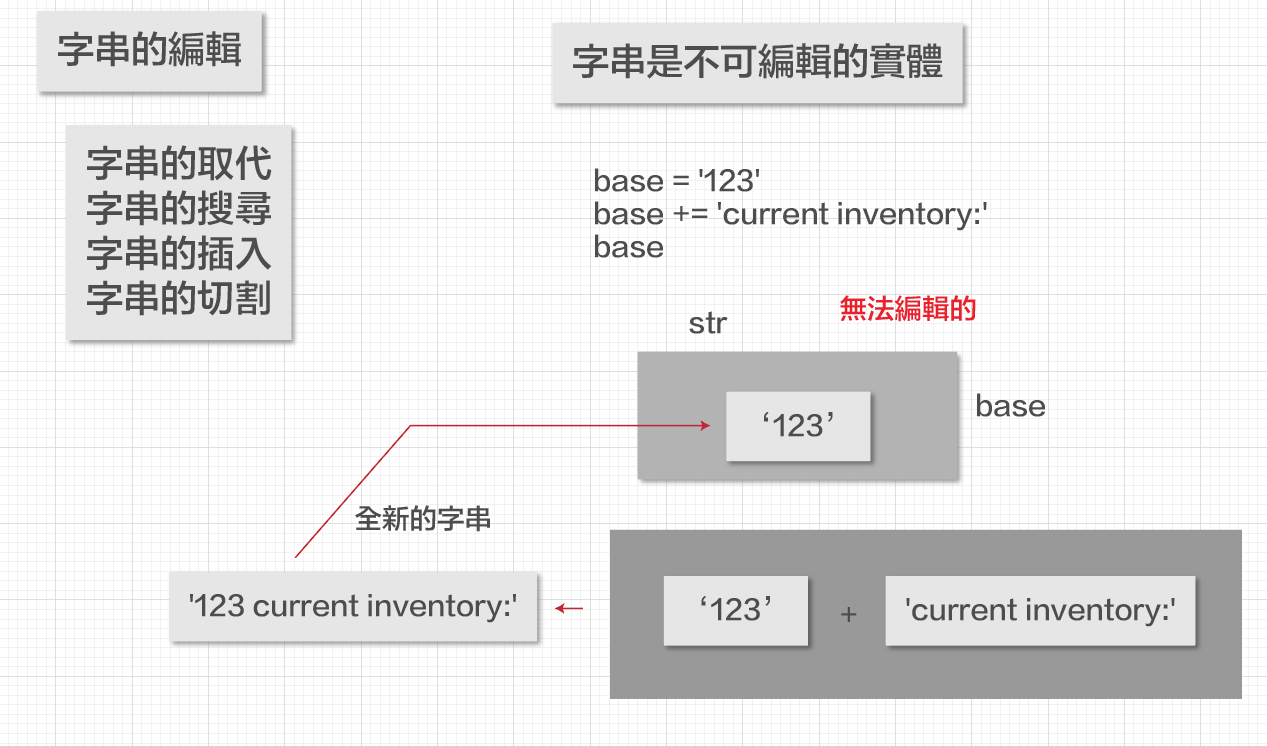 字串的編輯
字串的取代
字串的搜尋
字串的插入
字串的切割
字串是不可編輯的實體
base = '123'
base += 'current inventory:'
base
str
無法編輯的
‘123’
base
全新的字串
'123 current inventory:'
‘123’ + 'current inventory:'